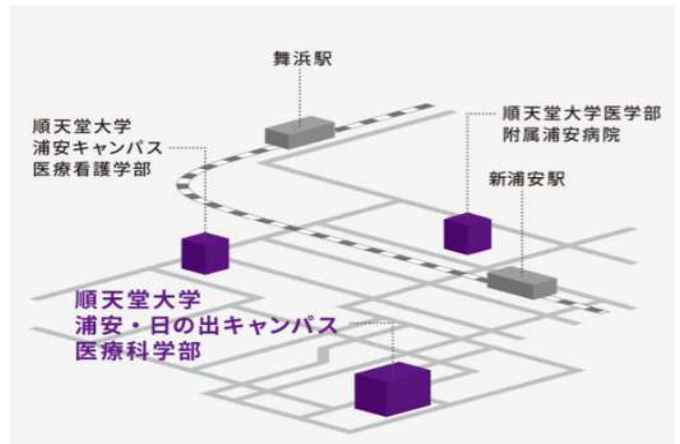 舞浜駅
順天堂大学
浦安キャンパス
医療看護学部
順天堂大学医学部
附属浦安病院
新浦安駅
順天堂大学
浦安・日の出キャンパス
医療科学部